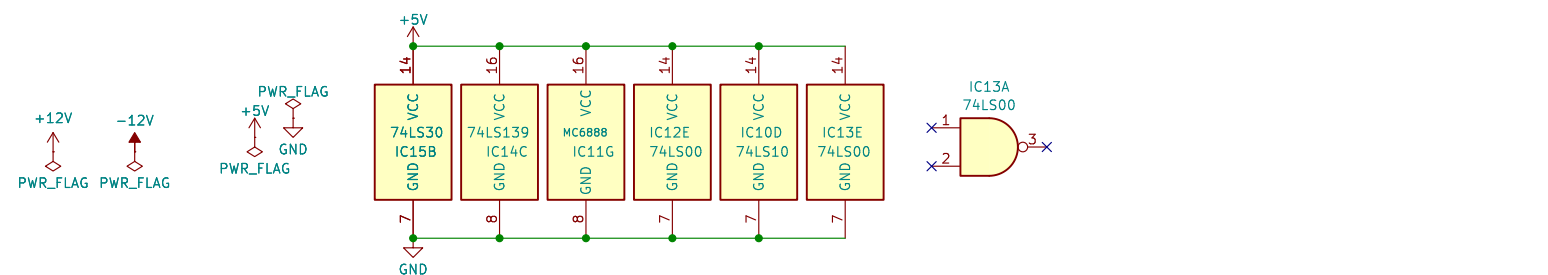 +12V
PWR_FLAG
-12V
PWR_FLAG
PWR_FLAG
+5V
GND
PWR_FLAG
+5V
14
VCC
74LS30
IC15B
GND
7
GND
16
VCC
74LS139
IC14C
GND
8
16
VCC
MC6888
IC11G
GND
8
14
VCC
IC12E
74LS00
GND
7
14
VCC
IC10D
74LS10
GND
7
14
VCC
IC13E
74LS00
GND
7
IC13A
74LS00
1
2
3